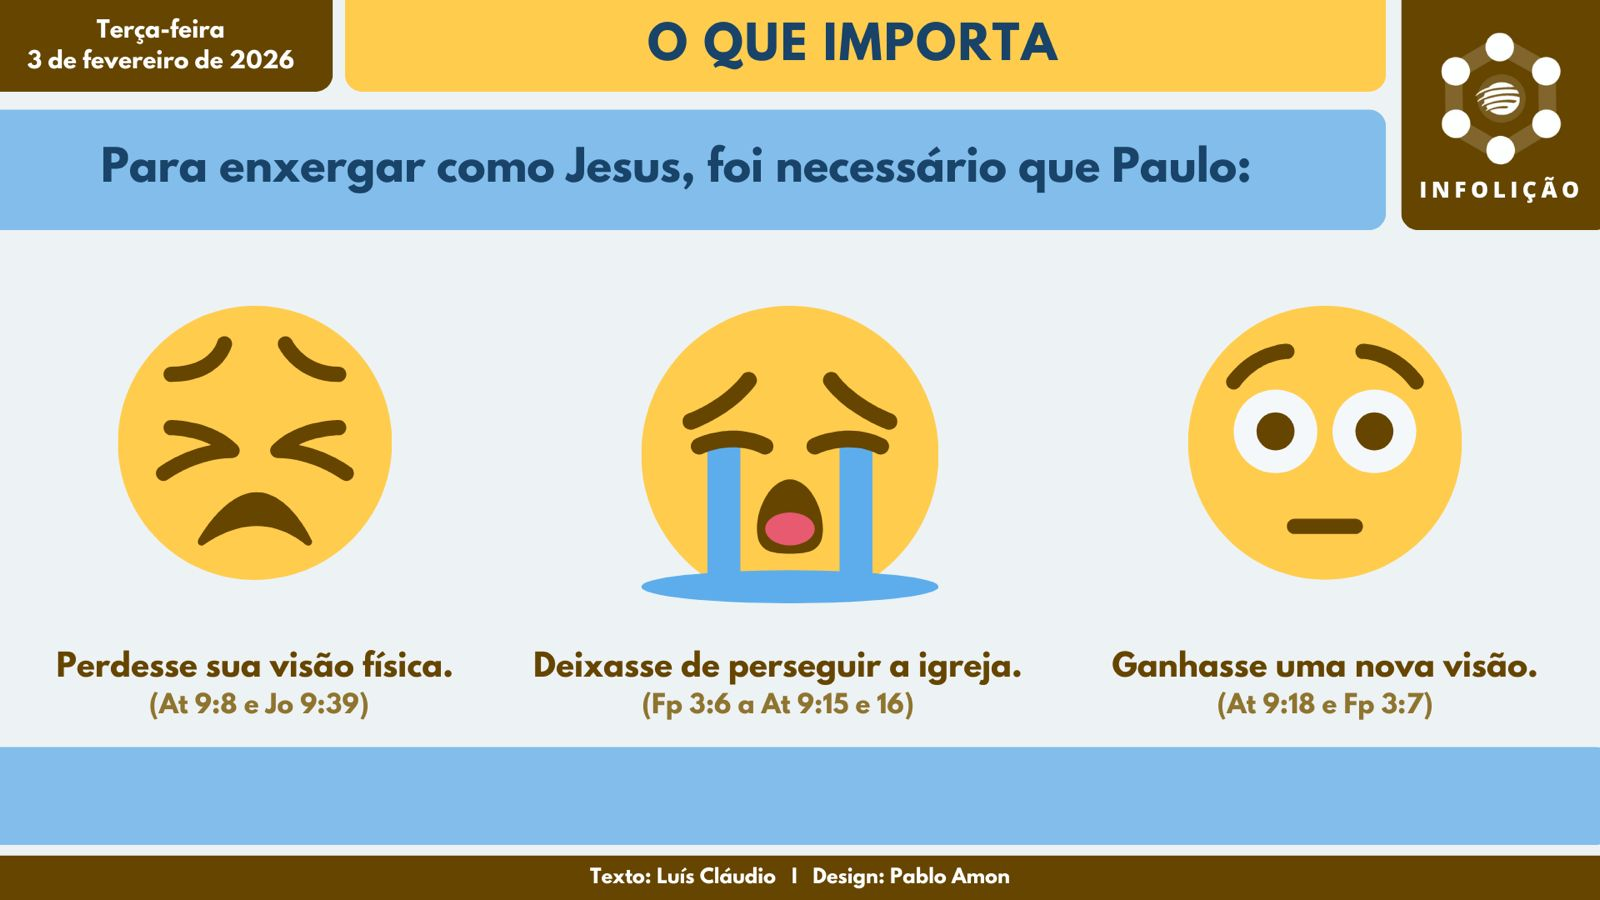 Terça-feira
3 de fevereiro de 2026
O QUE IMPORTA
INFOLIÇÃO
Para enxergar como Jesus, foi necessário que Paulo:
Perdesse sua visão física.
(At 9:8 e Jo 9:39)
Deixasse de perseguir a igreja.
(Fp 3:6 a At 9:15 e 16)
Ganhasse uma nova visão.
(At 9:18 e Fp 3:7)
Texto: Luís Cláudio | Design: Pablo Amon